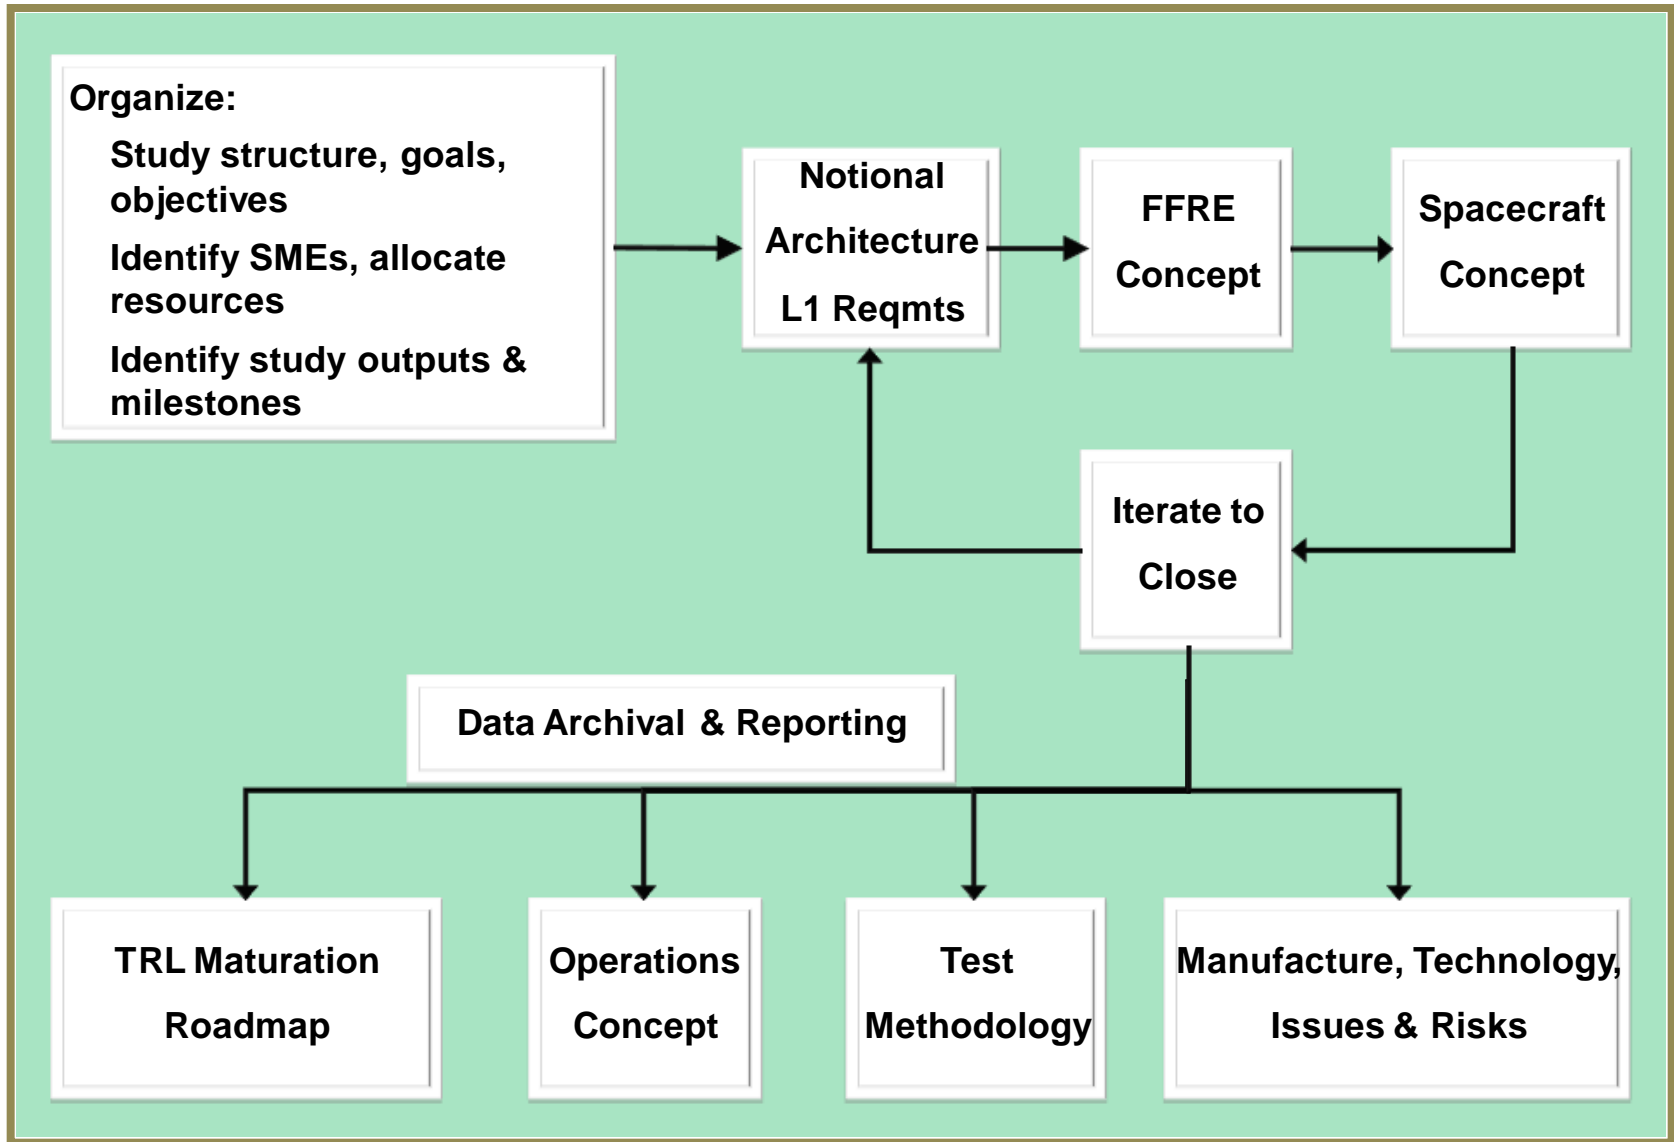 Organize:
Study structure, goals,
objectives
Identify SMEs, allocate
resources
Identify study outputs &
milestones
Notional
Architecture
L1 Reqmts
FFRE
Concept
Spacecraft
Concept
Iterate to
Close
Data Archival & Reporting
TRL Maturation
Roadmap
Operations
Concept
Test
Methodology
Manufacture, Technology,
Issues & Risks